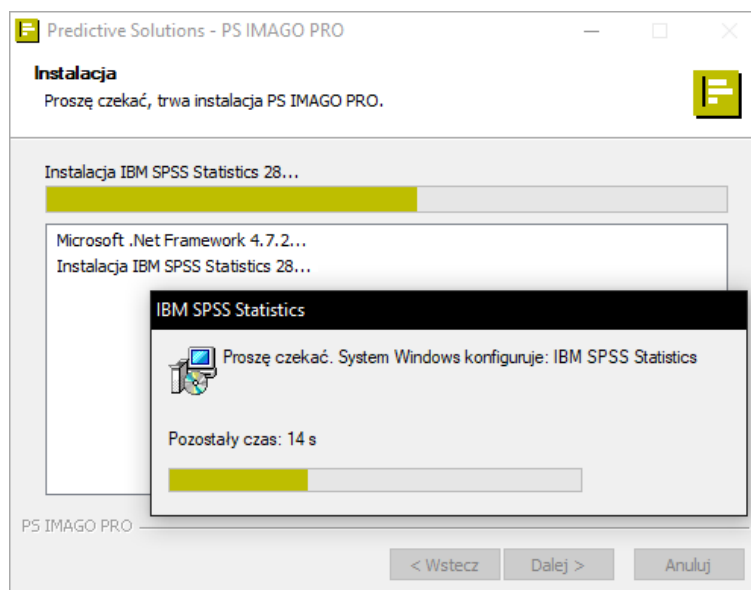 Predictive Solutions - PS IMAGO PRO
Instalacja
Proszę czekać, trwa instalacja PS IMAGO PRO.
Instalacja IBM SPSS Statistics 28...
Microsoft .Net Framework 4.7.2...
Instalacja IBM SPSS Statistics 28...
IBM SPSS Statistics
Proszę czekać. System Windows konfiguruje: IBM SPSS Statistics
Pozostały czas: 14 s
PS IMAGO PRO
< Wstecz Dalej > Anuluj